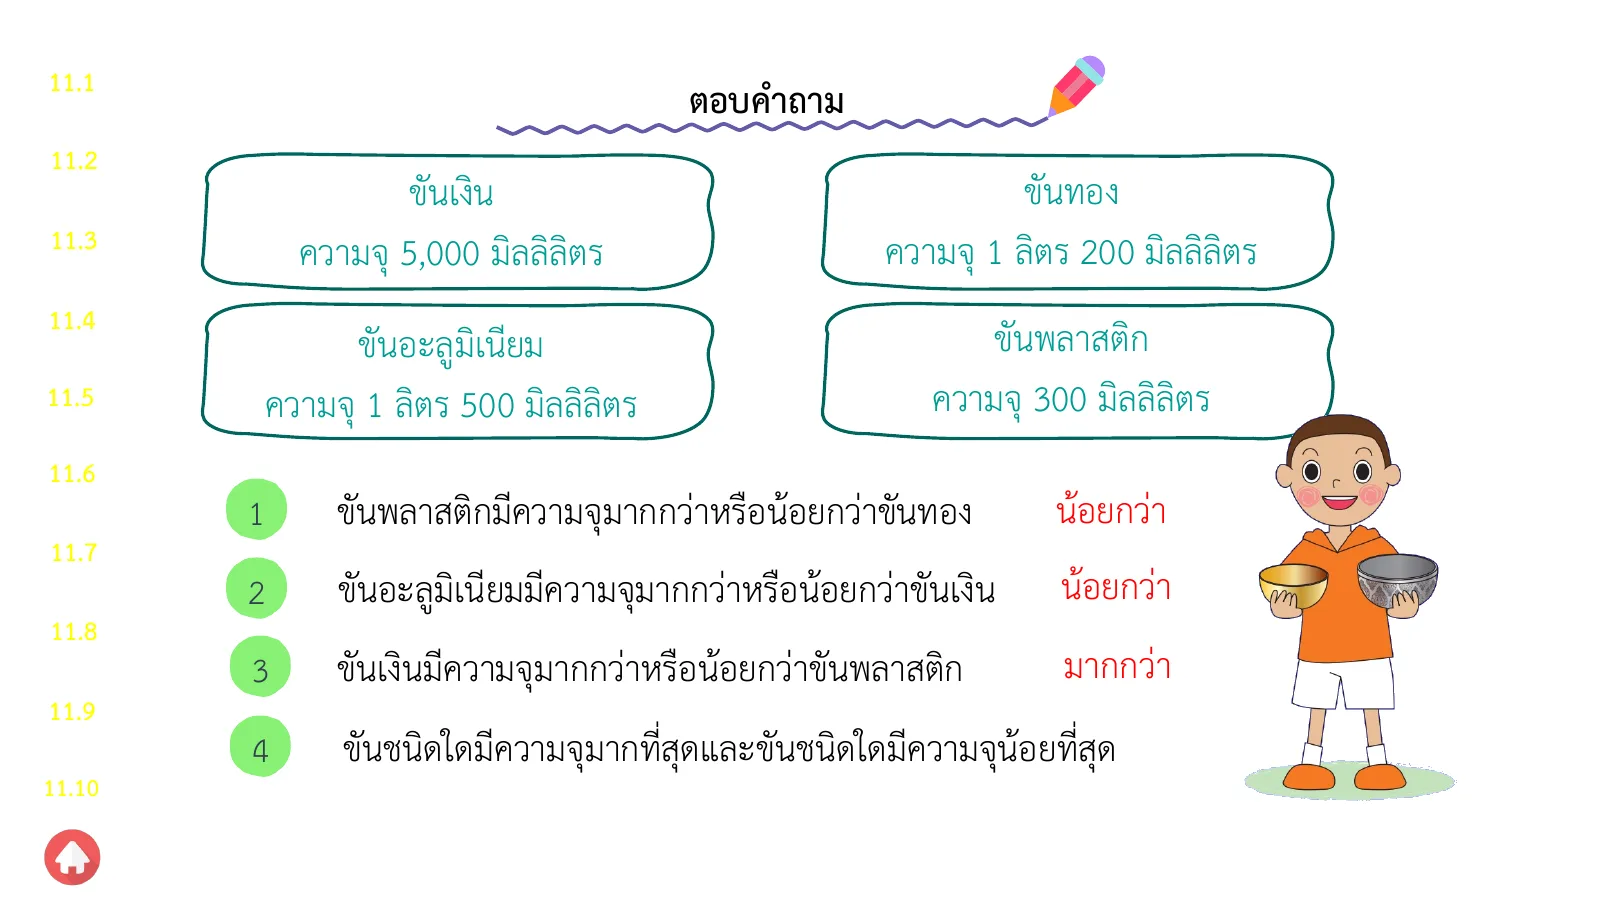 ตอบคำถาม
11.1
11.2
11.3
11.4
11.5
11.6
11.7
11.8
11.9
11.10
ขันเงิน
ความจุ 5,000 มิลลิลิตร
ขันทอง
ความจุ 1 ลิตร 200 มิลลิลิตร
ขันอะลูมิเนียม
ความจุ 1 ลิตร 500 มิลลิลิตร
ขันพลาสติก
ความจุ 300 มิลลิลิตร
1 ขันพลาสติกมีความจุมากกว่าหรือน้อยกว่าขันทอง น้อยกว่า
2 ขันอะลูมิเนียมมีความจุมากกว่าหรือน้อยกว่าขันเงิน น้อยกว่า
3 ขันเงินมีความจุมากกว่าหรือน้อยกว่าขันพลาสติก มากกว่า
4 ขันชนิดใดมีความจุมากที่สุดและขันชนิดใดมีความจุน้อยที่สุด